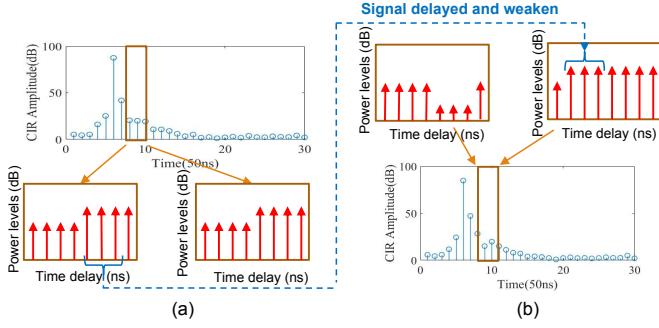 Signal delayed and weaken
CIR Amplitude(dB)
100
50
0
0
10
20
30
Time(50ns)
Power levels (dB)
Time delay (ns)
Power levels (dB)
Time delay (ns)
(a)
Power levels (dB)
Time delay (ns)
Power levels (dB)
Time delay (ns)
CIR Amplitude(dB)
100
50
0
0
10
20
30
Time(50ns)
(b)